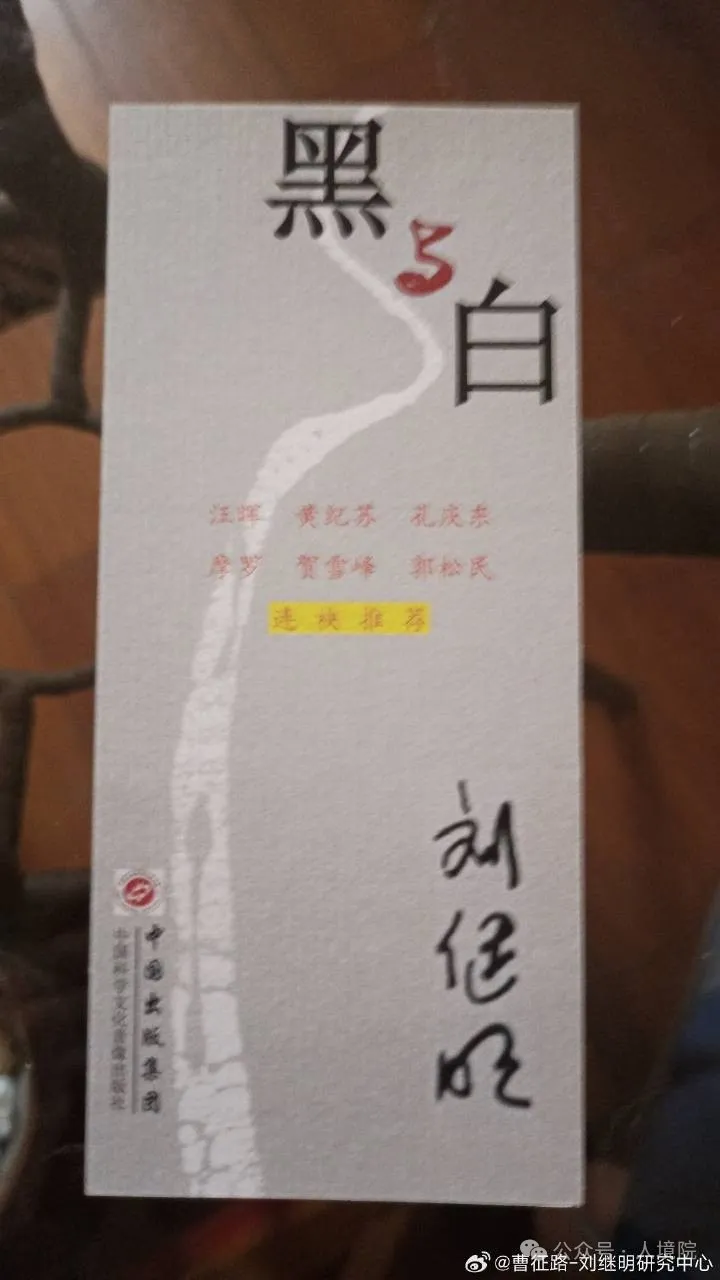 黑与白
汪晖 黄纪苏 孔庆东
摩罗 贺雪峰 郭松民
连袂推荐
刘继明
中国出版集团
中国科学文化音像出版社
公众号·人境院
@曹征路-刘继明研究中心